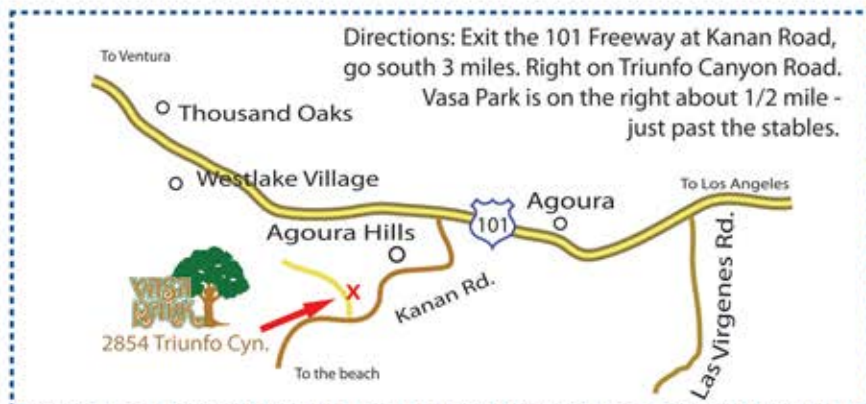 To Ventura
Directions: Exit the 101 Freeway at Kanan Road,
go south 3 miles. Right on Triunfo Canyon Road.
Vasa Park is on the right about 1/2 mile -
just past the stables.
Thousand Oaks
Westlake Village
To Los Angeles
Agoura
101
Agoura Hills
Las Virgenes Rd.
Kanan Rd.
X
VASA
PARK
2854 Triunfo Cyn.
To the beach